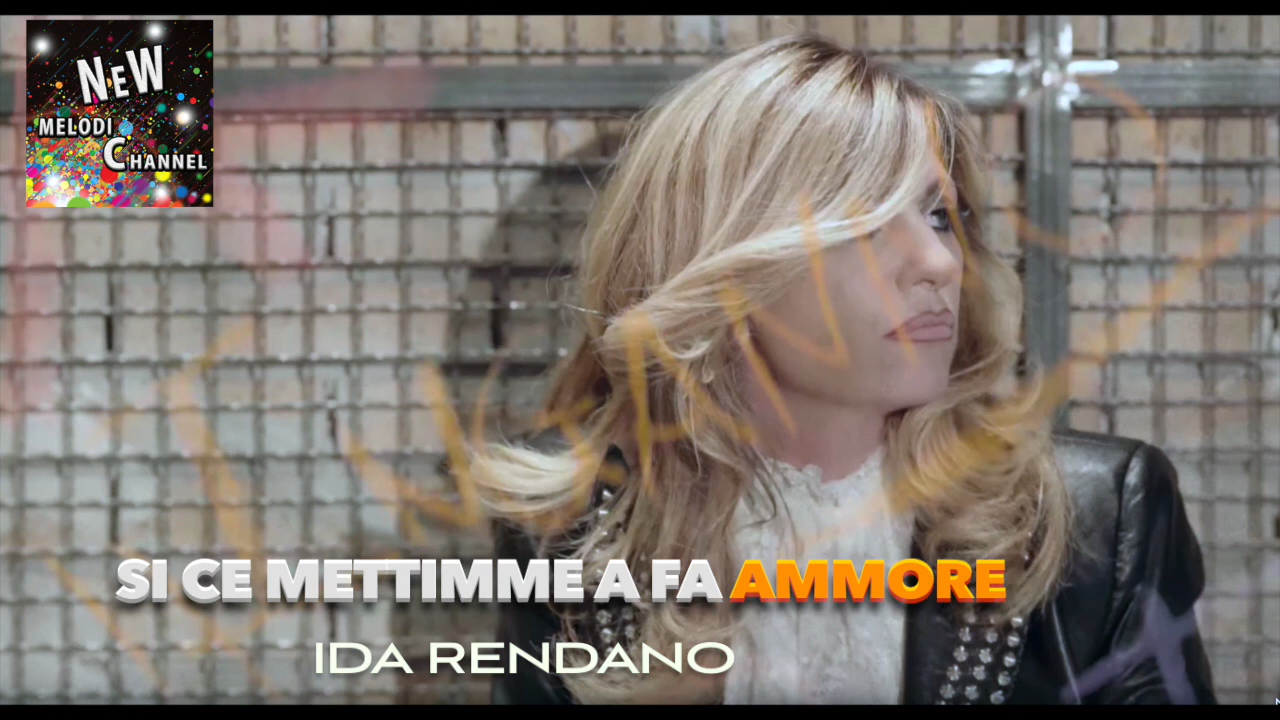 NeW
MELODI
CHANNEL
SI CE METTIMME A FA AMMORE
IDA RENDANO